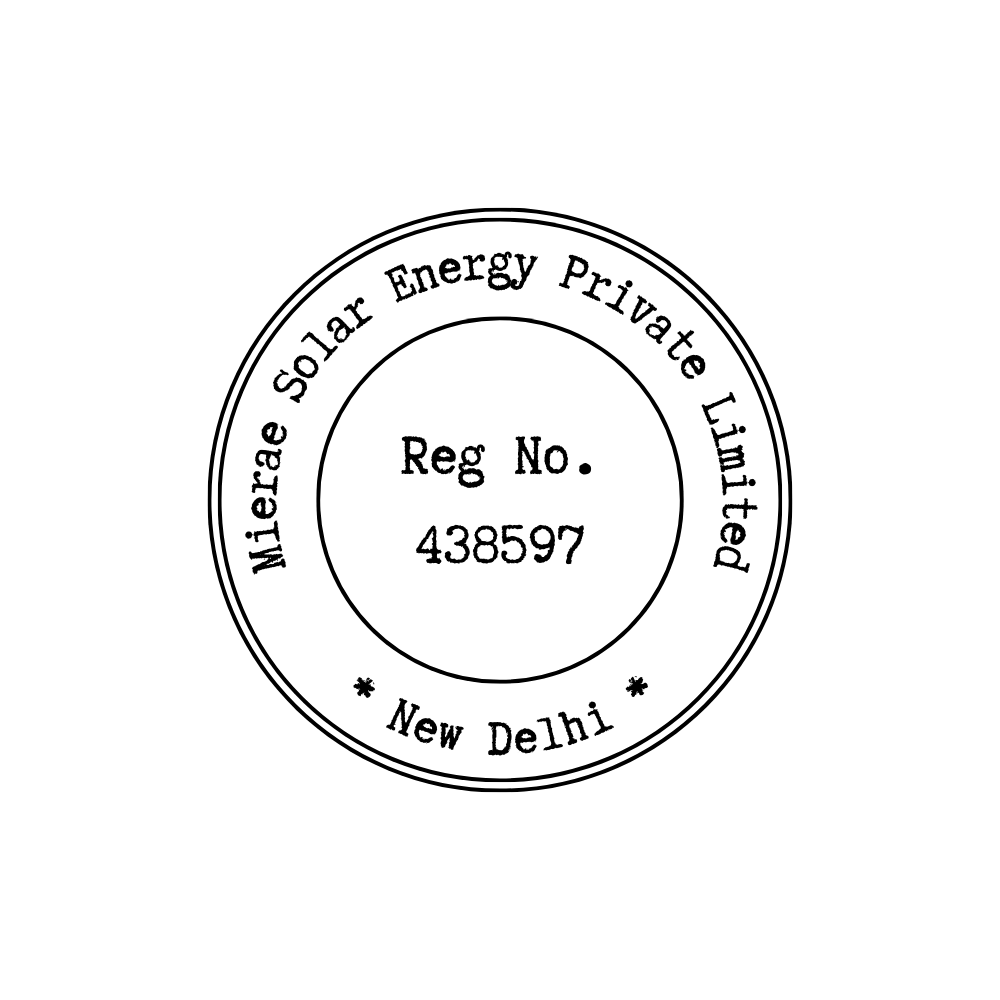 Mierae Solar Energy Private Limited
Reg No.
438597
* New Delhi *